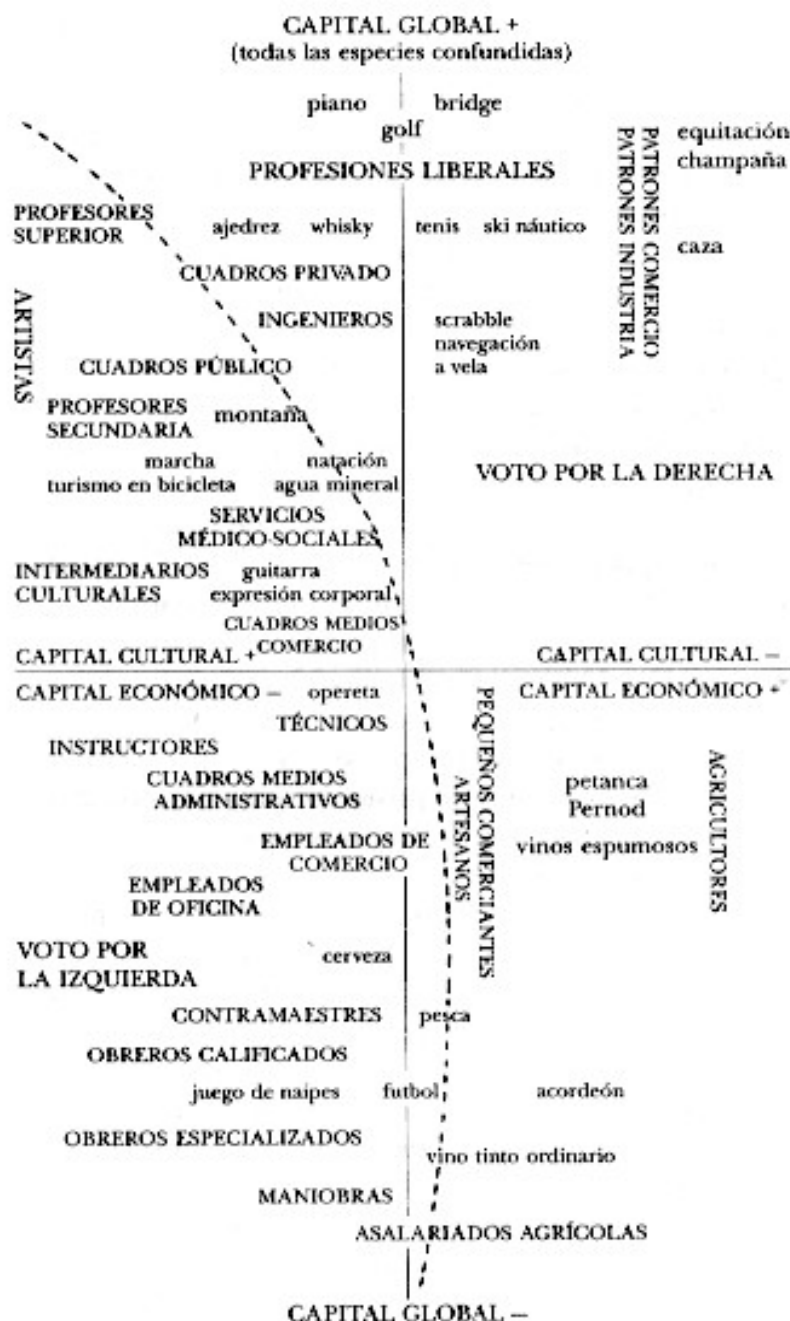 CAPITAL GLOBAL +
(todas las especies confundidas)
piano bridge
golf
PROFESIONES LIBERALES
PATRONES COMERCIO
PATRONES INDUSTRIA
equitación
champaña
caza
PROFESORES
SUPERIOR
ajedrez whisky tenis ski náutico
CUADROS PRIVADO
ARTISTAS
INGENIEROS
scrabble
navegación
a vela
CUADROS PÚBLICO
PROFESORES
SECUNDARIA
montaña
marcha natación
turismo en bicicleta agua mineral
VOTO POR LA DERECHA
SERVICIOS
MÉDICO-SOCIALES
INTERMEDIARIOS
CULTURALES
guitarra
expresión corporal
CUADROS MEDIOS
COMERCIO
CAPITAL CULTURAL + CAPITAL CULTURAL –
CAPITAL ECONÓMICO – opereta CAPITAL ECONÓMICO +
TÉCNICOS
INSTRUCTORES
CUADROS MEDIOS
ADMINISTRATIVOS
PEQUEÑOS COMERCIANTES
ARTESANOS
petanca
Pernod
vinos espumosos
AGRICULTORES
EMPLEADOS DE
COMERCIO
EMPLEADOS
DE OFICINA
VOTO POR
LA IZQUIERDA
cerveza
CONTRAMAESTRES pesca
OBREROS CALIFICADOS
juego de naipes futbol acordeón
OBREROS ESPECIALIZADOS
vino tinto ordinario
MANIOBRAS
ASALARIADOS AGRÍCOLAS
CAPITAL GLOBAL –